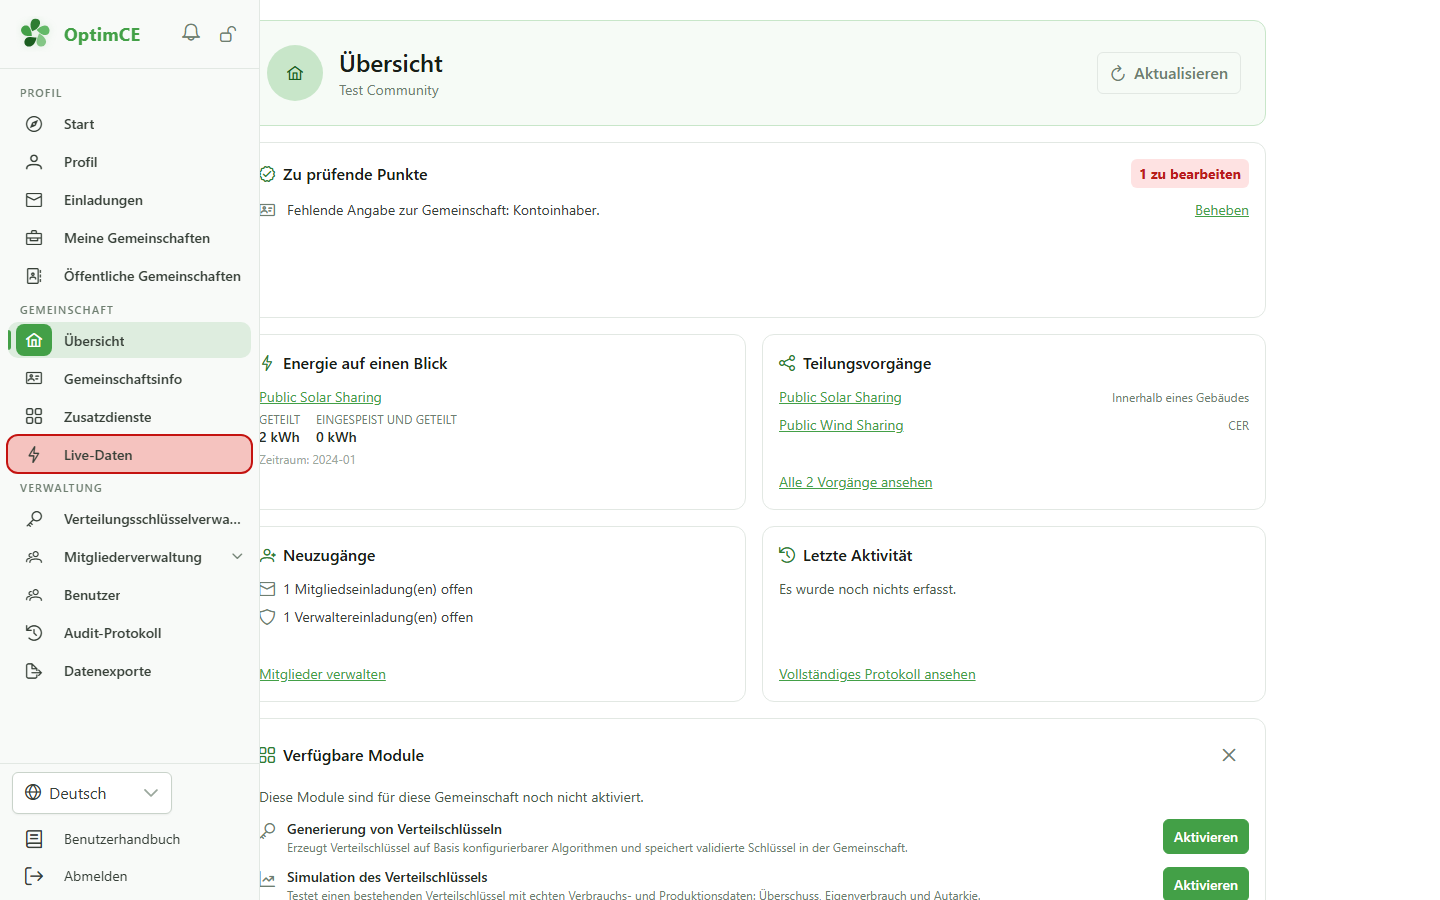 OptimCE
PROFIL
Start
Profil
Einladungen
Meine Gemeinschaften
Öffentliche Gemeinschaften
GEMEINSCHAFT
Übersicht
Gemeinschaftsinfo
Zusatzdienste
Live-Daten
VERWALTUNG
Verteilungsschlüsselverwa...
Mitgliederverwaltung
Benutzer
Audit-Protokoll
Datenexporte
Deutsch
Benutzerhandbuch
Abmelden
Übersicht
Test Community
Aktualisieren
Zu prüfende Punkte
1 zu bearbeiten
Fehlende Angabe zur Gemeinschaft: Kontoinhaber.
Beheben
Energie auf einen Blick
Public Solar Sharing
GETEILT EINGESPEIST UND GETEILT
2 kWh 0 kWh
Zeitraum: 2024-01
Teilungsvorgänge
Public Solar Sharing
Innerhalb eines Gebäudes
Public Wind Sharing
CER
Alle 2 Vorgänge ansehen
Neuzugänge
1 Mitgliedseinladung(en) offen
1 Verwaltereinladung(en) offen
Mitglieder verwalten
Letzte Aktivität
Es wurde noch nichts erfasst.
Vollständiges Protokoll ansehen
Verfügbare Module
Diese Module sind für diese Gemeinschaft noch nicht aktiviert.
Generierung von Verteilschlüsseln
Erzeugt Verteilschlüssel auf Basis konfigurierbarer Algorithmen und speichert validierte Schlüssel in der Gemeinschaft.
Aktivieren
Simulation des Verteilschlüssels
Testet einen bestehenden Verteilschlüssel mit echten Verbrauchs- und Produktionsdaten: Überschuss, Eigenverbrauch und Autarkie.
Aktivieren